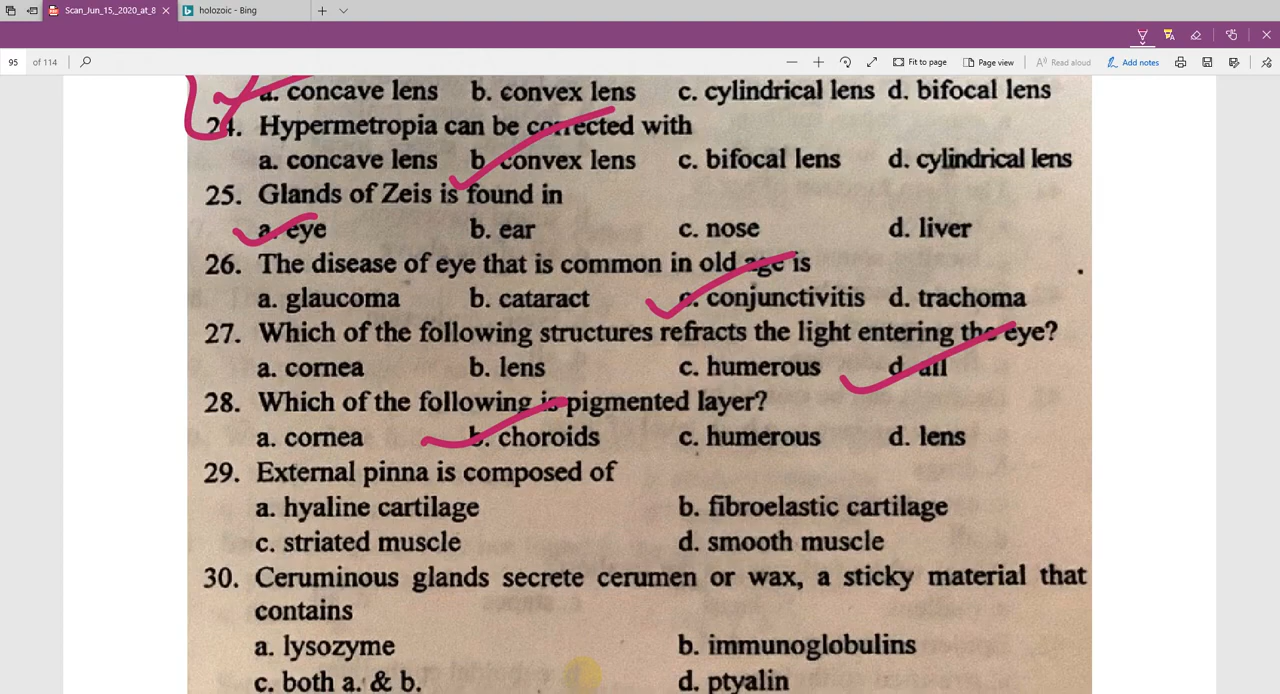 Scan_Jun_15,_2020_at_8
holozoic - Bing
95 of 114
Fit to page
Page view
Read aloud
Add notes
a. concave lens b. convex lens c. cylindrical lens d. bifocal lens
24. Hypermetropia can be corrected with
a. concave lens b. convex lens c. bifocal lens d. cylindrical lens
25. Glands of Zeis is found in
a. eye b. ear c. nose d. liver
26. The disease of eye that is common in old age is
a. glaucoma b. cataract c. conjunctivitis d. trachoma
27. Which of the following structures refracts the light entering the eye?
a. cornea b. lens c. humerous d. all
28. Which of the following is pigmented layer?
a. cornea b. choroids c. humerous d. lens
29. External pinna is composed of
a. hyaline cartilage b. fibroelastic cartilage
c. striated muscle d. smooth muscle
30. Ceruminous glands secrete cerumen or wax, a sticky material that
contains
a. lysozyme b. immunoglobulins
c. both a. & b. d. ptyalin